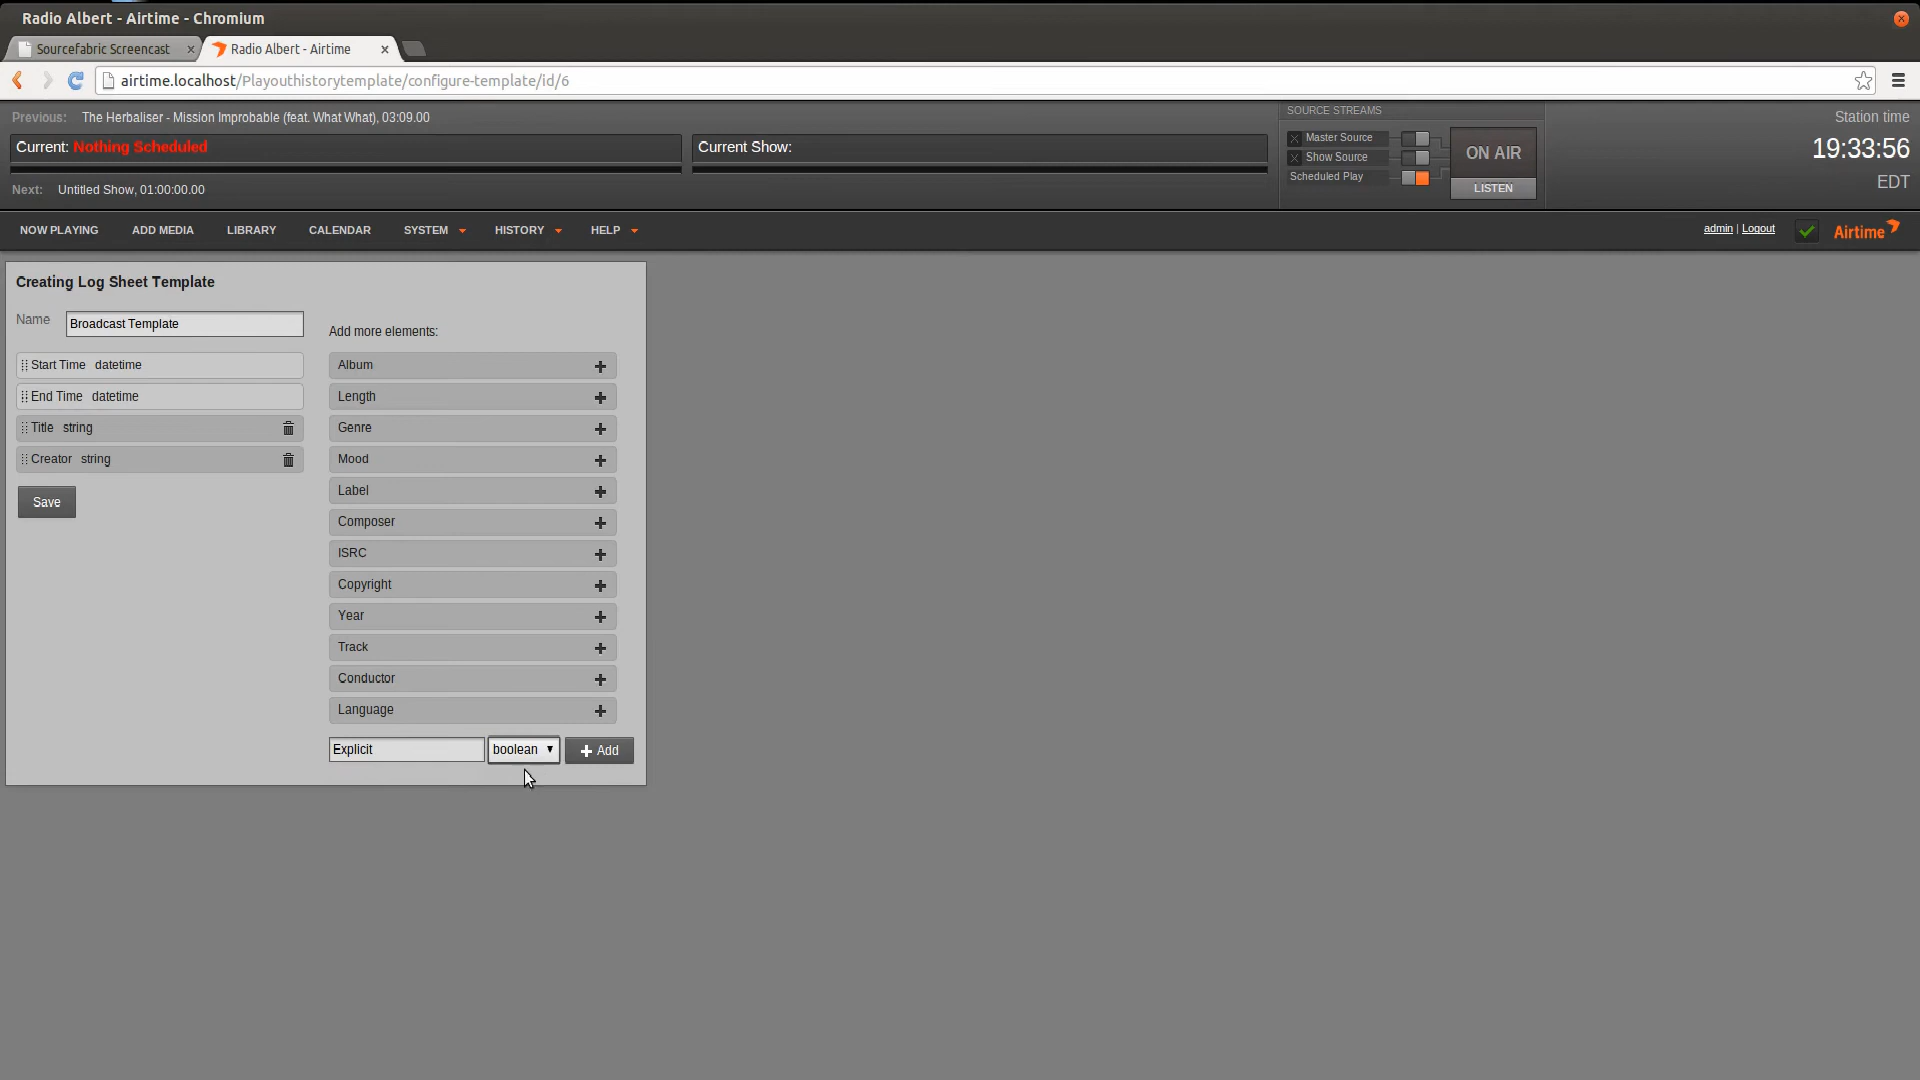 Radio Albert - Airtime - Chromium
Sourcefabric Screencast
Radio Albert - Airtime
airtime.localhost/Playouthistorytemplate/configure-template/id/6
Previous: The Herbaliser - Mission Improbable (feat. What What), 03:09.00
Current: Nothing Scheduled
Current Show:
Next: Untitled Show, 01:00:00.00
SOURCE STREAMS
Master Source
Show Source
Scheduled Play
ON AIR
LISTEN
Station time
19:33:56
EDT
NOW PLAYING ADD MEDIA LIBRARY CALENDAR SYSTEM HISTORY HELP
admin | Logout
Airtime
Creating Log Sheet Template
Name Broadcast Template
Start Time datetime
End Time datetime
Title string
Creator string
Save
Add more elements:
Album
Length
Genre
Mood
Label
Composer
ISRC
Copyright
Year
Track
Conductor
Language
Explicit boolean Add